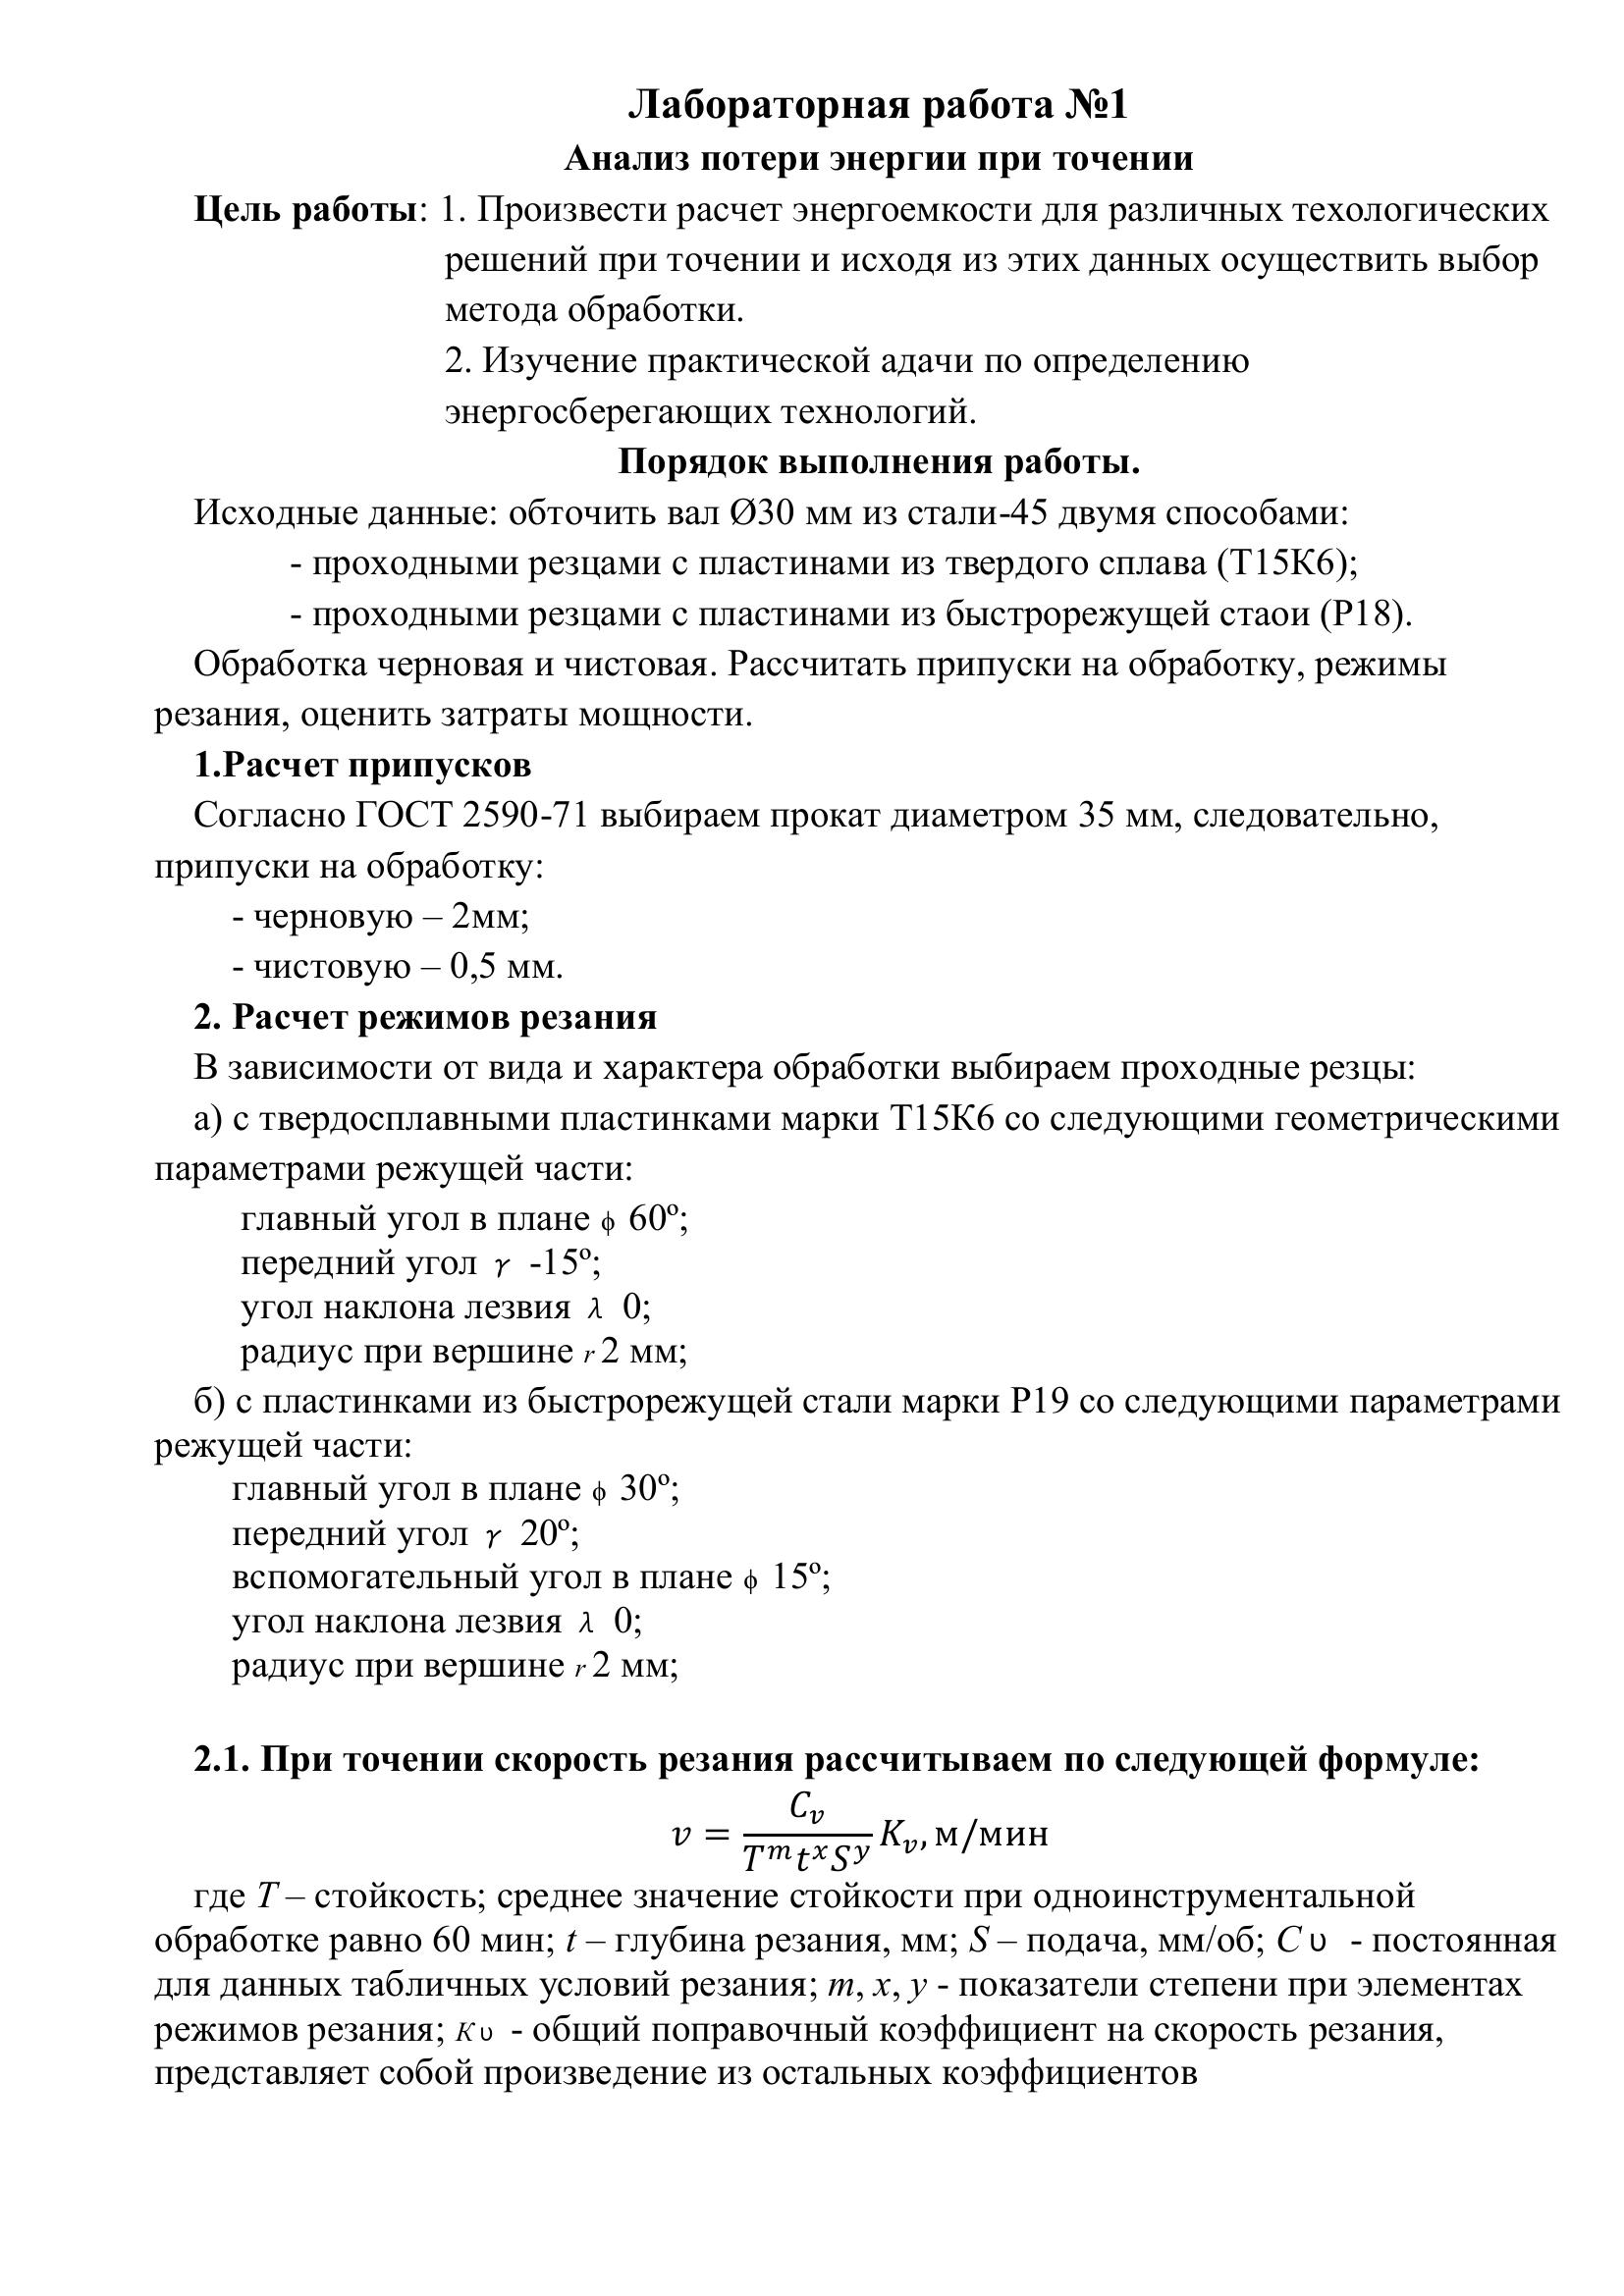 Лабораторная работа №1
Анализ потери энергии при точении
Цель работы: 1. Произвести расчет энергоемкости для различных техологических
решений при точении и исходя из этих данных осуществить выбор
метода обработки.
2. Изучение практической адачи по определению
энергосберегающих технологий.
Порядок выполнения работы.
Исходные данные: обточить вал Ø30 мм из стали-45 двумя способами:
- проходными резцами с пластинами из твердого сплава (Т15К6);
- проходными резцами с пластинами из быстрорежущей стаои (Р18).
Обработка черновая и чистовая. Рассчитать припуски на обработку, режимы
резания, оценить затраты мощности.
1.Расчет припусков
Согласно ГОСТ 2590-71 выбираем прокат диаметром 35 мм, следовательно,
припуски на обработку:
- черновую – 2мм;
- чистовую – 0,5 мм.
2. Расчет режимов резания
В зависимости от вида и характера обработки выбираем проходные резцы:
а) с твердосплавными пластинками марки Т15К6 со следующими геометрическими
параметрами режущей части:
главный угол в плане ϕ 60º;
передний угол γ -15º;
угол наклона лезвия λ 0;
радиус при вершине r 2 мм;
б) с пластинками из быстрорежущей стали марки Р19 со следующими параметрами
режущей части:
главный угол в плане ϕ 30º;
передний угол γ 20º;
вспомогательный угол в плане ϕ 15º;
угол наклона лезвия λ 0;
радиус при вершине r 2 мм;
2.1. При точении скорость резания рассчитываем по следующей формуле:
v = C_v / (T^m t^x S^y) K_v, м/мин
где T – стойкость; среднее значение стойкости при одноинструментальной
обработке равно 60 мин; t – глубина резания, мм; S – подача, мм/об; C υ - постоянная
для данных табличных условий резания; m, x, y - показатели степени при элементах
режимов резания; K υ - общий поправочный коэффициент на скорость резания,
представляет собой произведение из остальных коэффициентов